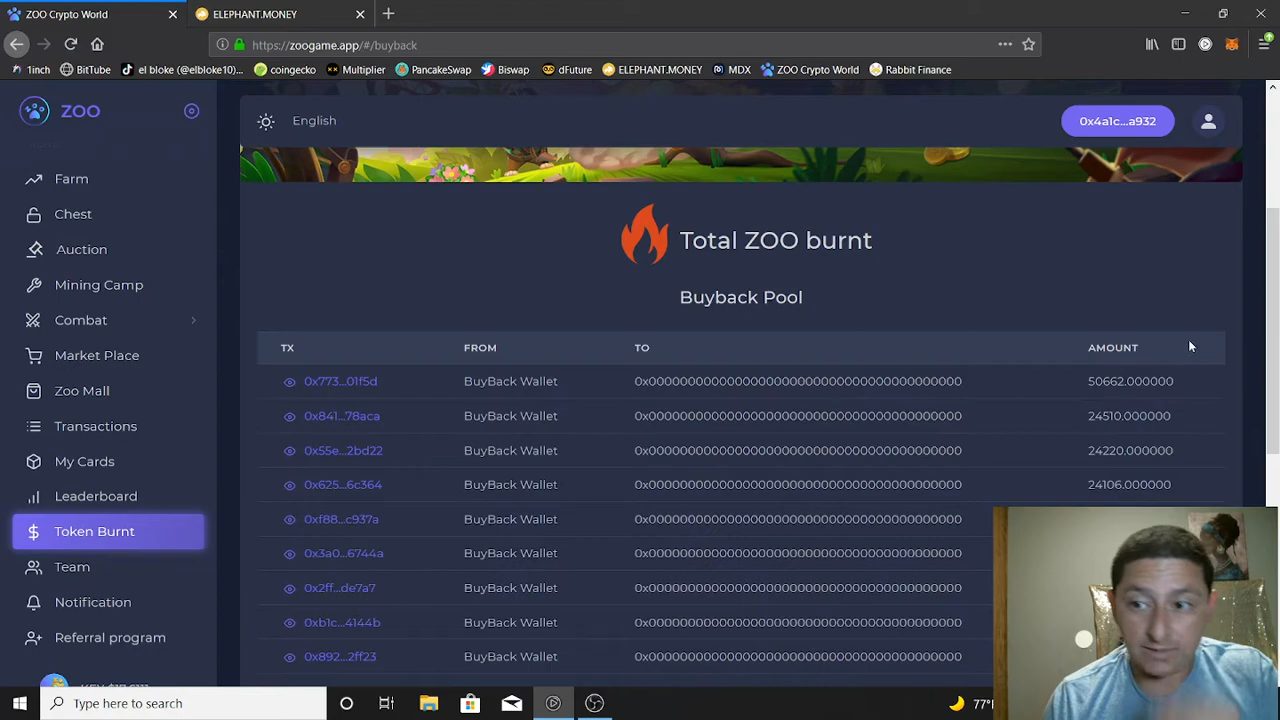 ZOO Crypto World
ELEPHANT.MONEY
https://zoogame.app/#/buyback
1inch
BitTube
el bloke (@elbloke10)...
coingecko
Multiplier
PancakeSwap
Biswap
dFuture
ELEPHANT.MONEY
MDX
ZOO Crypto World
Rabbit Finance
ZOO
English
0x4a1c...a932
Farm
Chest
Auction
Mining Camp
Combat
Market Place
Zoo Mall
Transactions
My Cards
Leaderboard
Token Burnt
Team
Notification
Referral program
Total ZOO burnt
Buyback Pool
TX FROM TO AMOUNT
0x773...01f5d BuyBack Wallet 0x0000000000000000000000000000000000000000 50662.000000
0x841...78aca BuyBack Wallet 0x0000000000000000000000000000000000000000 24510.000000
0x55e...2bd22 BuyBack Wallet 0x0000000000000000000000000000000000000000 24220.000000
0x625...6c364 BuyBack Wallet 0x0000000000000000000000000000000000000000 24106.000000
0xf88...c937a BuyBack Wallet 0x0000000000000000000000000000000000000000
0x3a0...6744a BuyBack Wallet 0x0000000000000000000000000000000000000000
0x2ff...de7a7 BuyBack Wallet 0x0000000000000000000000000000000000000000
0xb1c...4144b BuyBack Wallet 0x0000000000000000000000000000000000000000
0x892...2ff23 BuyBack Wallet 0x0000000000000000000000000000000000000000
Type here to search
77°